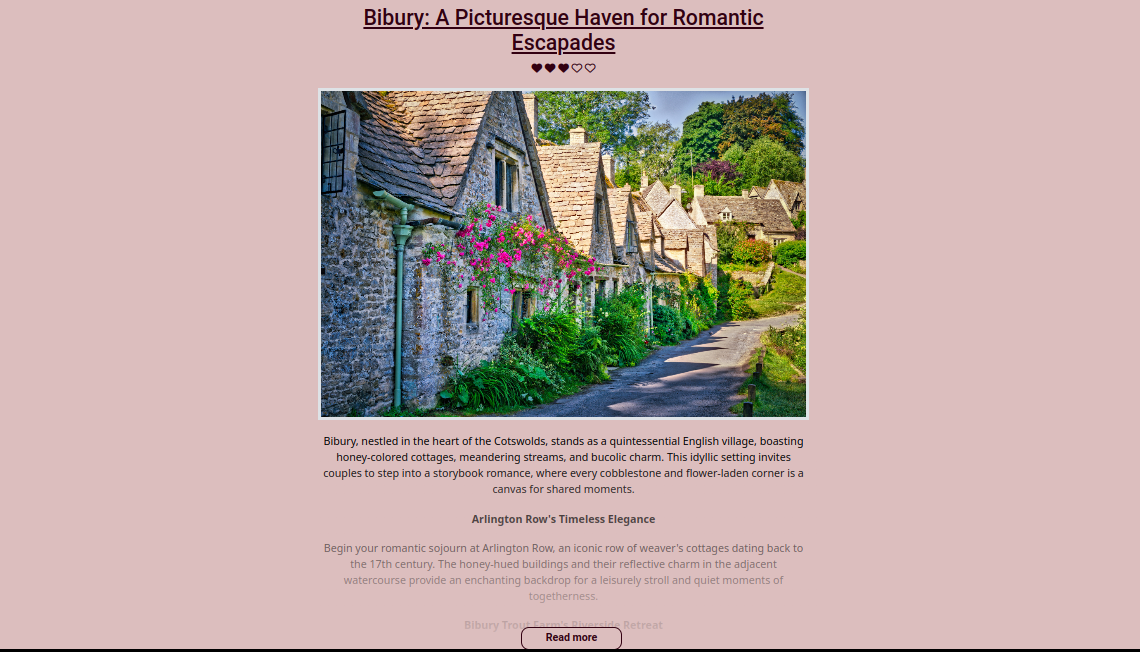 Bibury: A Picturesque Haven for Romantic
Escapades
Bibury, nestled in the heart of the Cotswolds, stands as a quintessential English village, boasting
honey-colored cottages, meandering streams, and bucolic charm. This idyllic setting invites
couples to step into a storybook romance, where every cobblestone and flower-laden corner is a
canvas for shared moments.
Arlington Row's Timeless Elegance
Begin your romantic sojourn at Arlington Row, an iconic row of weaver's cottages dating back to
the 17th century. The honey-hued buildings and their reflective charm in the adjacent
watercourse provide an enchanting backdrop for a leisurely stroll and quiet moments of
togetherness.
Bibury Trout Farm's Riverside Retreat
Read more